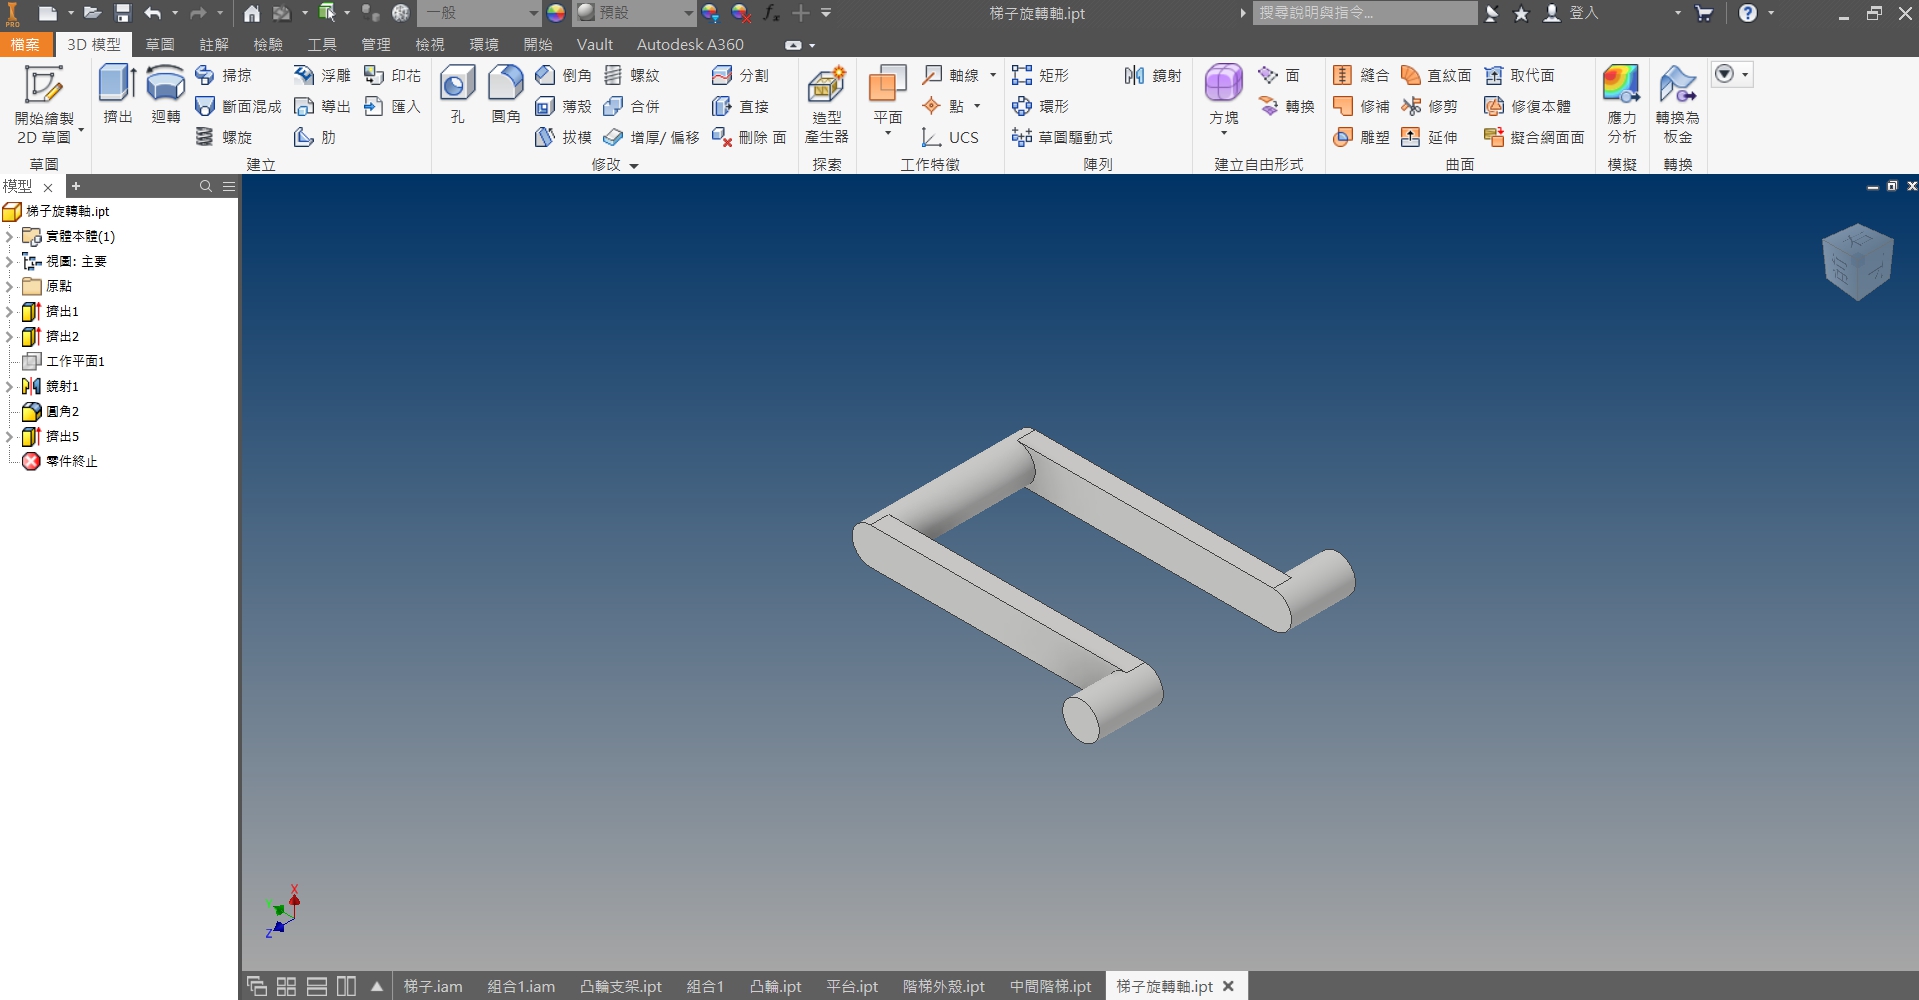 PRO 一般 預設 fx 梯子旋轉軸.ipt 搜尋說明與指令... 登入 ?
檔案 3D 模型 草圖 註解 檢驗 工具 管理 檢視 環境 開始 Vault Autodesk A360
開始繪製
2D 草圖
草圖
擠出 迴轉
掃掠 浮雕 印花
斷面混成 導出 匯入
螺旋 肋
建立
孔 圓角
倒角 螺紋 分割
薄殼 合併 直接
拔模 增厚/ 偏移 刪除 面
修改
造型
產生器
探索
平面
軸線
點
UCS
工作特徵
矩形 鏡射
環形
草圖驅動式
陣列
方塊
面
轉換
建立自由形式
縫合 直紋面 取代面
修補 修剪 修復本體
雕塑 延伸 擬合網面面
曲面
應力
分析
模擬
轉換為
板金
轉換
模型
梯子旋轉軸.ipt
實體本體(1)
視圖: 主要
原點
擠出1
擠出2
工作平面1
鏡射1
圓角2
擠出5
零件終止
X
Z
梯子.iam 組合1.iam 凸輪支架.ipt 組合1 凸輪.ipt 平台.ipt 階梯外殼.ipt 中間階梯.ipt 梯子旋轉軸.ipt